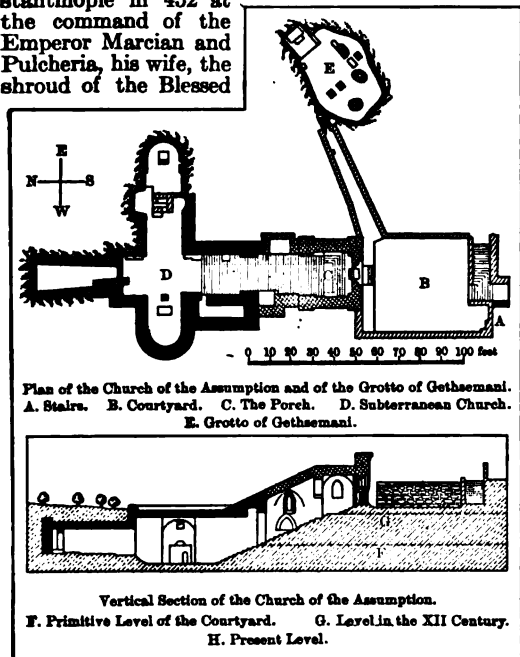 stantinople in 452 at
the command of the
Emperor Marcian and
Pulcheria, his wife, the
shroud of the Blessed
E
E
N S
W
D
C
B
A
0 10 20 30 40 50 60 70 80 90 100 feet
Plan of the Church of the Assumption and of the Grotto of Gethsemani.
A. Stairs. B. Courtyard. C. The Porch. D. Subterranean Church.
E. Grotto of Gethsemani.
G
F
Vertical Section of the Church of the Assumption.
F. Primitive Level of the Courtyard. G. Level in the XII Century.
H. Present Level.